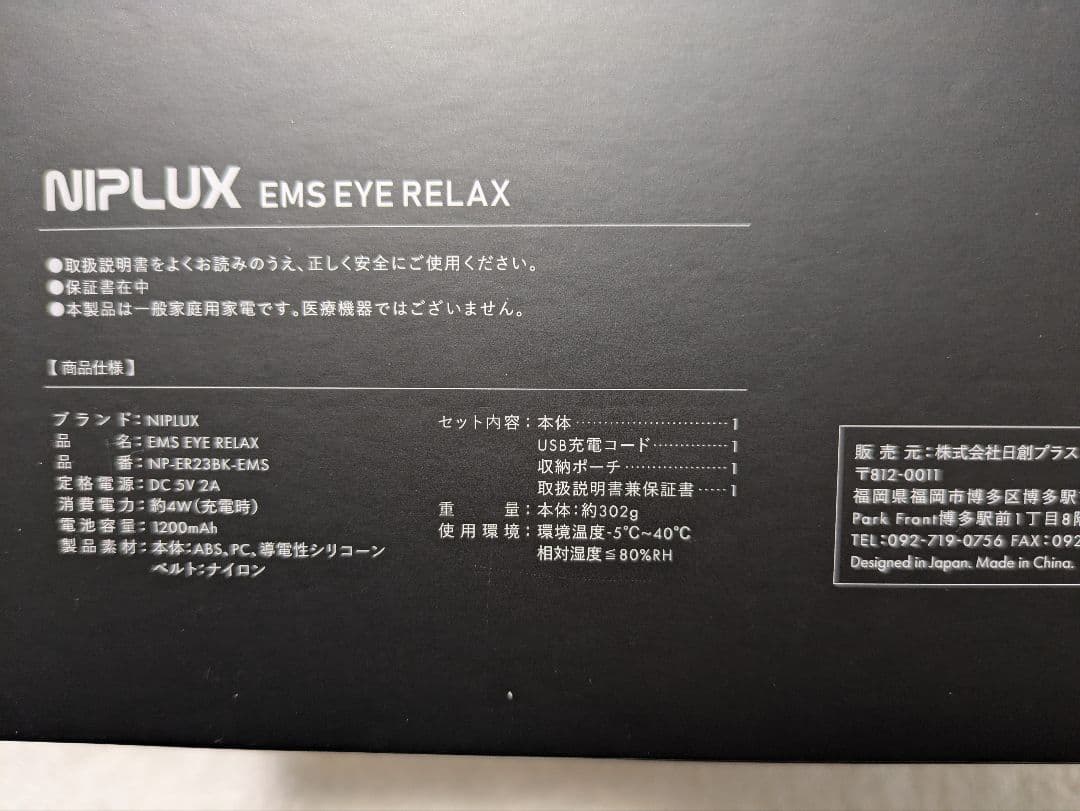 NIPLUX EMS EYE RELAX
●取扱説明書をよくお読みのうえ、正しく安全にご使用ください。
●保証書在中
●本製品は一般家庭用家電です。医療機器ではございません。
【商品仕様】
ブランド：NIPLUX
品名：EMS EYE RELAX
品番：NP-ER23BK-EMS
定格電源：DC 5V 2A
消費電力：約4W（充電時）
電池容量：1200mAh
製品素材：本体：ABS、PC、導電性シリコーン
ベルト：ナイロン
セット内容：本体…………………………1
USB充電コード……………1
収納ポーチ…………………1
取扱説明書兼保証書……1
重量：本体：約302g
使用環境：環境温度-5℃~40℃
相対湿度≦80%RH
販売元：株式会社日創プラス
〒812-0011
福岡県福岡市博多区博多駅
Park Front博多駅前1丁目8階
TEL：092-719-0756 FAX：092
Designed in Japan. Made in China.